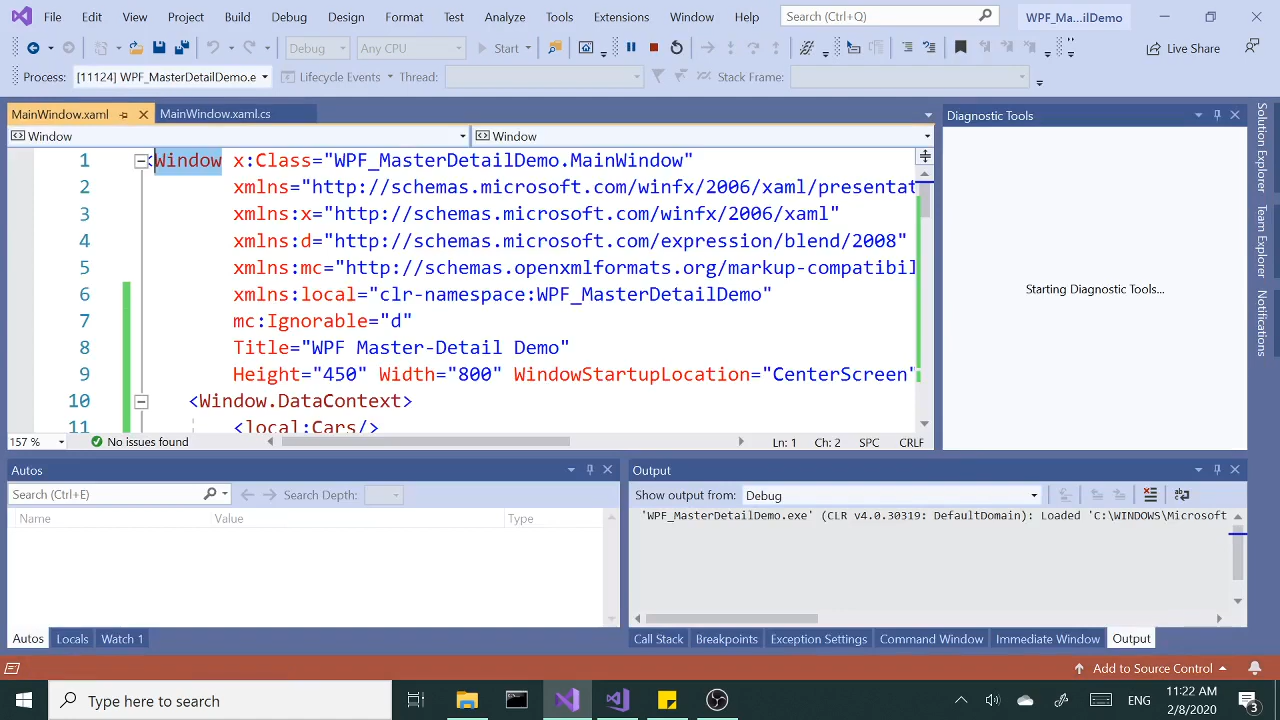 File Edit View Project Build Debug Design Format Test Analyze Tools Extensions Window Help Search (Ctrl+Q) WPF_Ma...ilDemo
Debug Any CPU Start Live Share
Process: [11124] WPF_MasterDetailDemo.e Lifecycle Events Thread: Stack Frame:
MainWindow.xaml MainWindow.xaml.cs
Window Window
1 <Window x:Class="WPF_MasterDetailDemo.MainWindow"
2 xmlns="http://schemas.microsoft.com/winfx/2006/xaml/presentat
3 xmlns:x="http://schemas.microsoft.com/winfx/2006/xaml"
4 xmlns:d="http://schemas.microsoft.com/expression/blend/2008"
5 xmlns:mc="http://schemas.openxmlformats.org/markup-compatibil
6 xmlns:local="clr-namespace:WPF_MasterDetailDemo"
7 mc:Ignorable="d"
8 Title="WPF Master-Detail Demo"
9 Height="450" Width="800" WindowStartupLocation="CenterScreen"
10 <Window.DataContext>
11 <local:Cars/>
157 % No issues found Ln: 1 Ch: 2 SPC CRLF
Diagnostic Tools
Starting Diagnostic Tools...
Solution Explorer
Team Explorer
Notifications
Autos
Search (Ctrl+E) Search Depth:
Name Value Type
Autos Locals Watch 1
Output
Show output from: Debug
'WPF_MasterDetailDemo.exe' (CLR v4.0.30319: DefaultDomain): Loaded 'C:\WINDOWS\Microsoft
Call Stack Breakpoints Exception Settings Command Window Immediate Window Output
Add to Source Control
Type here to search
ENG
11:22 AM
2/8/2020
3